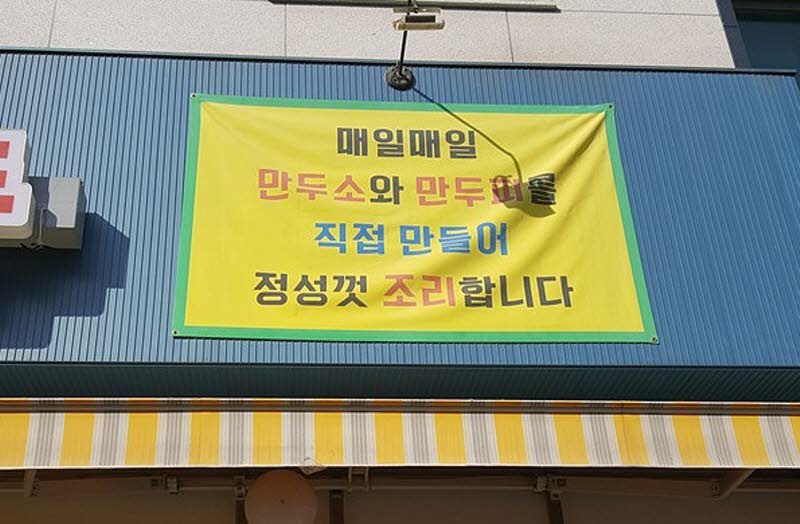 매일매일
만두소와 만두피를
직접 만들어
정성껏 조리합니다